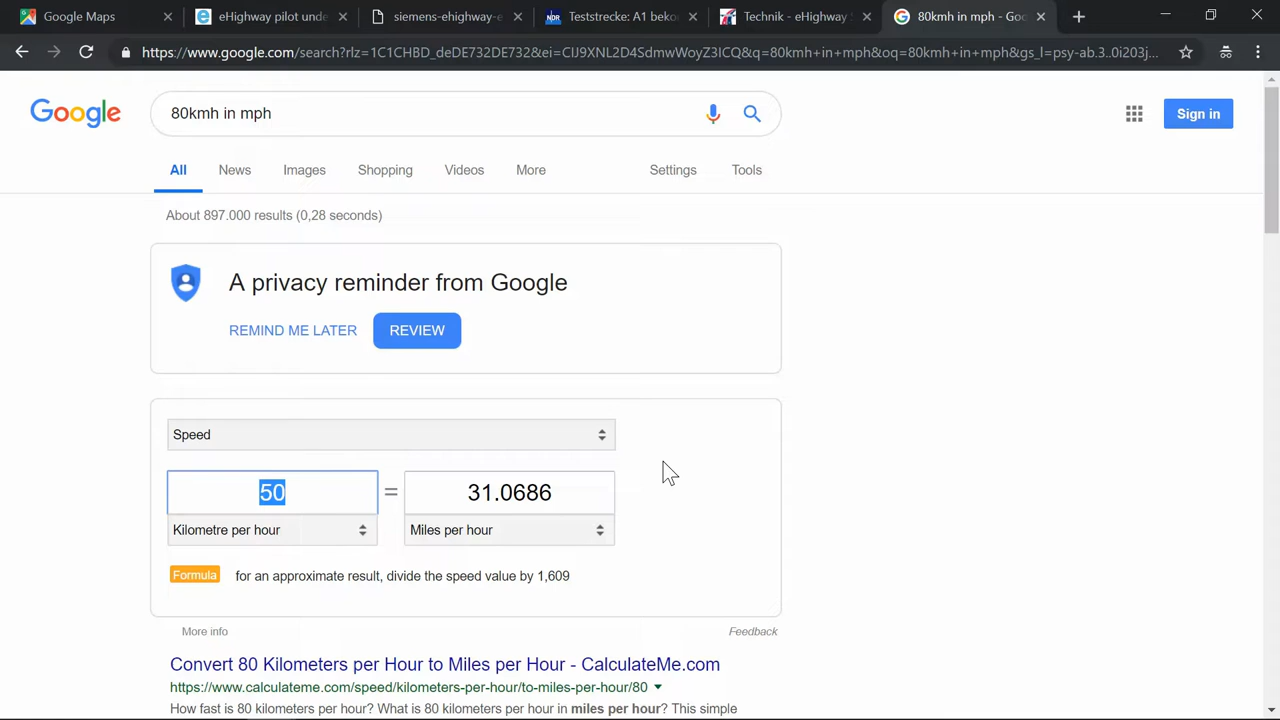 Google Maps
eHighway pilot unde
siemens-ehighway-e
NDR
Teststrecke: A1 beko
Technik - eHighway S
80kmh in mph - Goo
https://www.google.com/search?rlz=1C1CHBD_deDE732DE732&ei=CIJ9XNL2D4SdmwWoyZ3ICQ&q=80kmh+in+mph&oq=80kmh+in+mph&gs_l=psy-ab.3..0i203j...
Google
80kmh in mph
Sign in
All
News
Images
Shopping
Videos
More
Settings
Tools
About 897.000 results (0,28 seconds)
A privacy reminder from Google
REMIND ME LATER
REVIEW
Speed
50 = 31.0686
Kilometre per hour
Miles per hour
Formula for an approximate result, divide the speed value by 1,609
More info
Feedback
Convert 80 Kilometers per Hour to Miles per Hour - CalculateMe.com
https://www.calculateme.com/speed/kilometers-per-hour/to-miles-per-hour/80
How fast is 80 kilometers per hour? What is 80 kilometers per hour in miles per hour? This simple